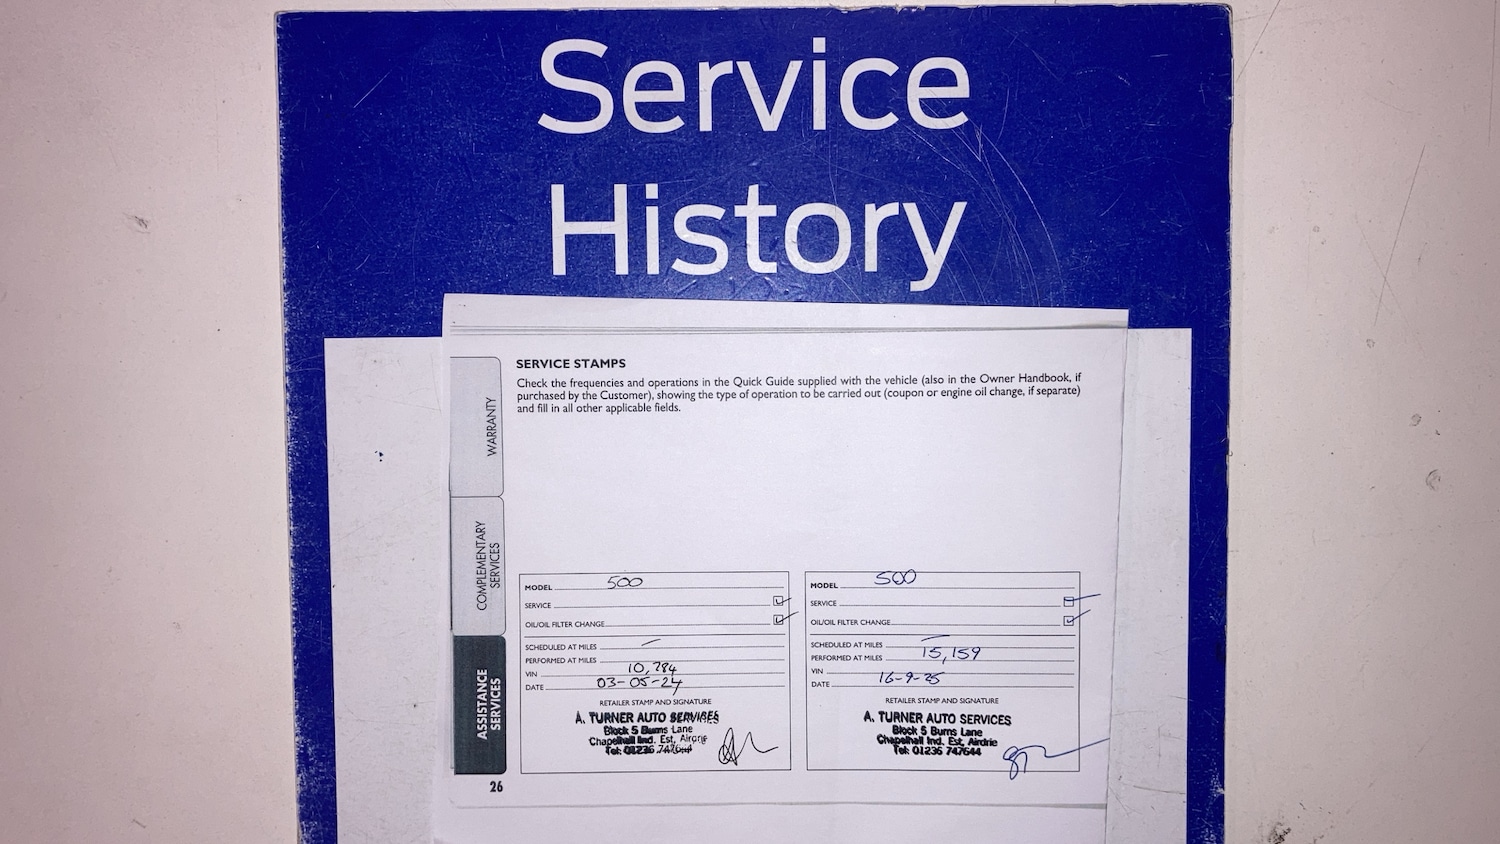 Service
History
SERVICE STAMPS
Check the frequencies and operations in the Quick Guide supplied with the vehicle (also in the Owner Handbook, if
purchased by the Customer), showing the type of operation to be carried out (coupon or engine oil change, if separate)
and fill in all other applicable fields.
WARRANTY
COMPLEMENTARY
SERVICES
ASSISTANCE
SERVICES
MODEL 500
SERVICE
OIL/OIL FILTER CHANGE
SCHEDULED AT MILES —
PERFORMED AT MILES 10,784
VIN
DATE 03-05-24
RETAILER STAMP AND SIGNATURE
A. TURNER AUTO SERVICES
Block 5 Burns Lane
Chapelhall Ind. Est, Airdrie
Tel: 01236 747644
MODEL 500
SERVICE
OIL/OIL FILTER CHANGE
SCHEDULED AT MILES —
PERFORMED AT MILES 15,159
VIN
DATE 16-9-25
RETAILER STAMP AND SIGNATURE
A. TURNER AUTO SERVICES
Block 5 Burns Lane
Chapelhall Ind. Est, Airdrie
Tel: 01236 747644
26